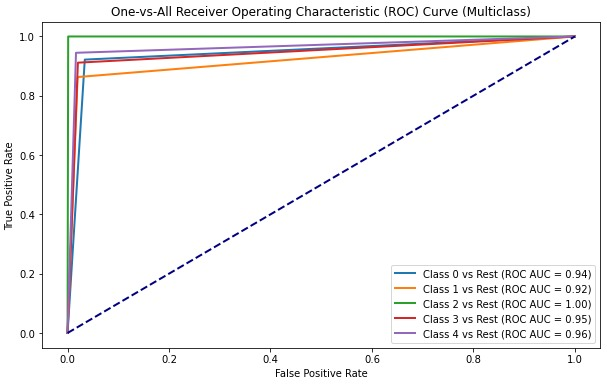 One-vs-All Receiver Operating Characteristic (ROC) Curve (Multiclass)
1.0
0.8
0.6
0.4
0.2
0.0
True Positive Rate
Class 0 vs Rest (ROC AUC = 0.94)
Class 1 vs Rest (ROC AUC = 0.92)
Class 2 vs Rest (ROC AUC = 1.00)
Class 3 vs Rest (ROC AUC = 0.95)
Class 4 vs Rest (ROC AUC = 0.96)
0.0 0.2 0.4 0.6 0.8 1.0
False Positive Rate